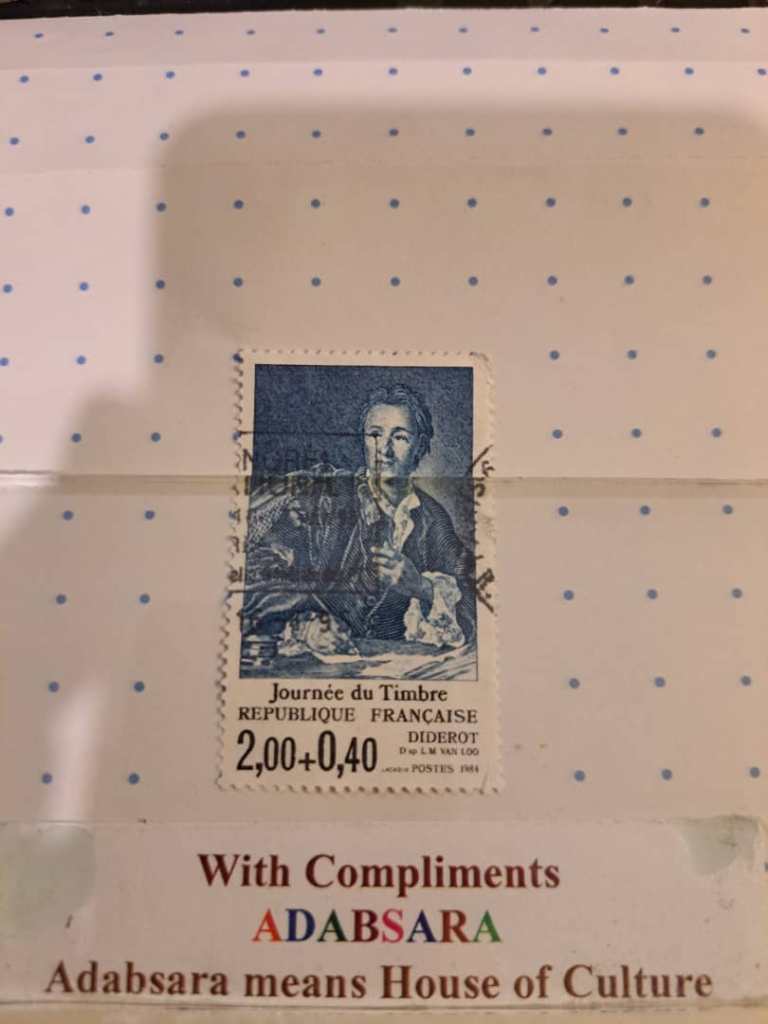 Journée du Timbre
REPUBLIQUE FRANÇAISE
DIDEROT
D'ap L.M VAN LOO
2,00+0,40
POSTES 1984
With Compliments
ADABSARA
Adabsara means House of Culture